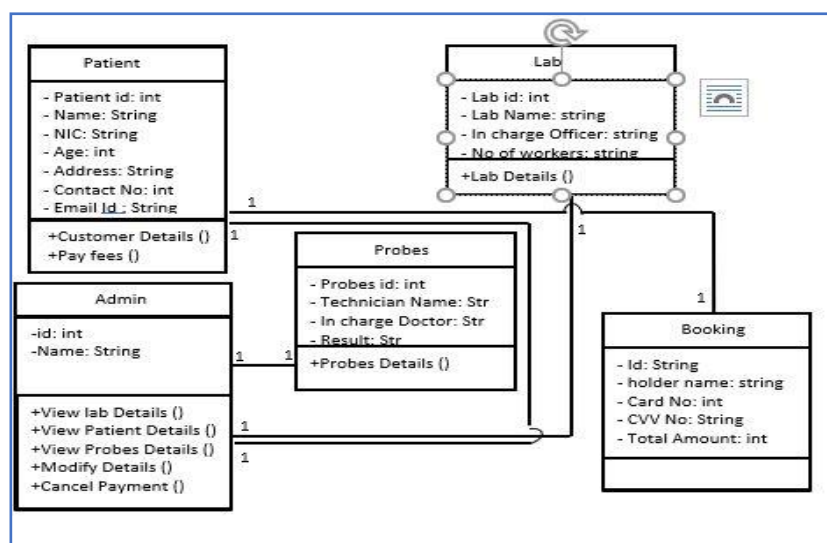 Patient
- Patient id: int
- Name: String
- NIC: String
- Age: int
- Address: String
- Contact No: int
- Email Id : String
+Customer Details ()
+Pay fees ()
Lab
- Lab id: int
- Lab Name: string
- In charge Officer: string
- No of workers: string
+Lab Details ()
1
1
1
Probes
- Probes id: int
- Technician Name: Str
- In charge Doctor: Str
- Result: Str
+Probes Details ()
Admin
-id: int
-Name: String
1
1
+View lab Details ()
+View Patient Details ()
+View Probes Details ()
+Modify Details ()
+Cancel Payment ()
1
1
1
Booking
- Id: String
- holder name: string
- Card No: int
- CVV No: String
- Total Amount: int